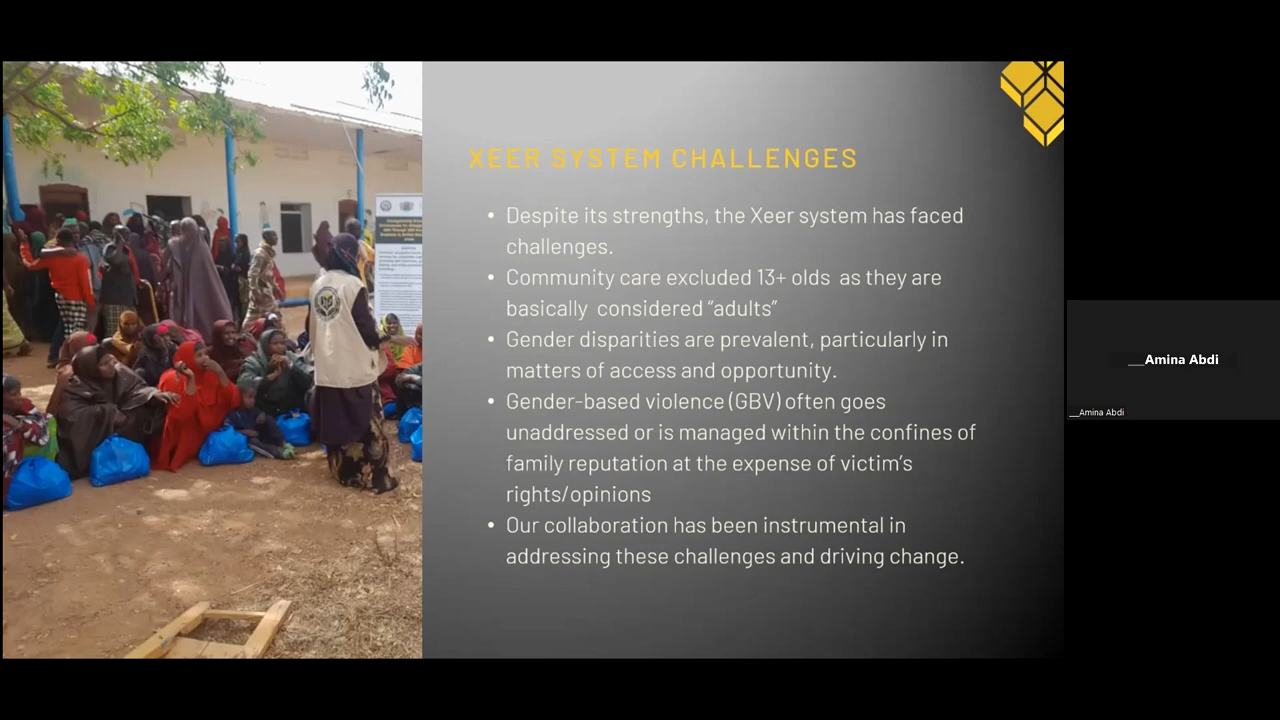 XEER SYSTEM CHALLENGES
• Despite its strengths, the Xeer system has faced
challenges.
• Community care excluded 13+ olds as they are
basically considered “adults”
• Gender disparities are prevalent, particularly in
matters of access and opportunity.
• Gender-based violence (GBV) often goes
unaddressed or is managed within the confines of
family reputation at the expense of victim’s
rights/opinions
• Our collaboration has been instrumental in
addressing these challenges and driving change.
__Amina Abdi
__Amina Abdi